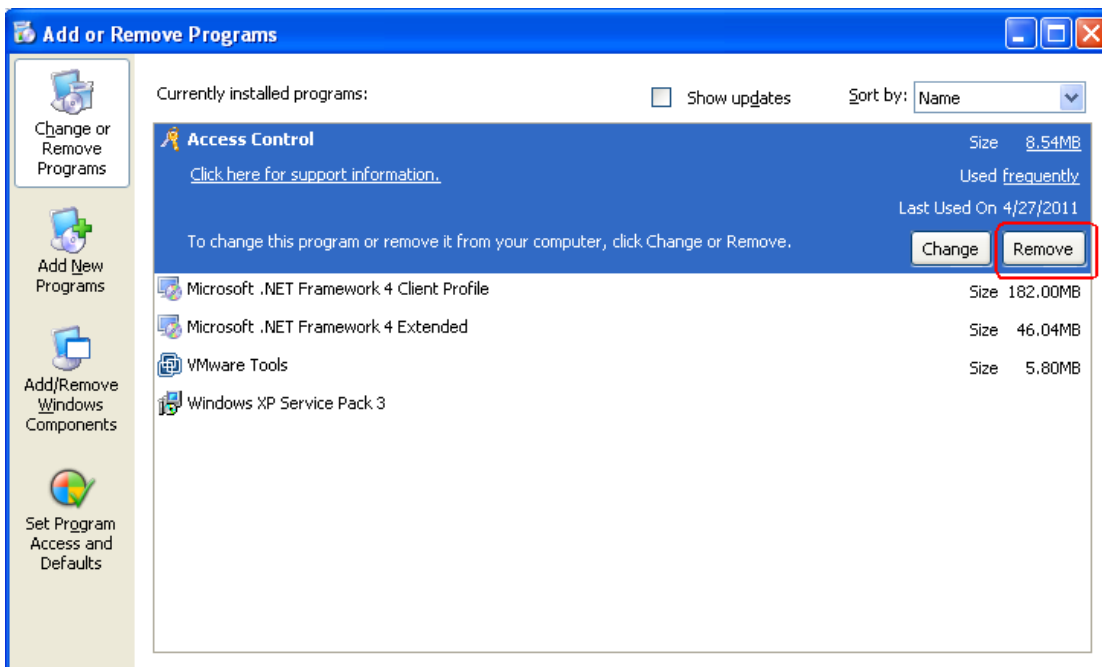 Add or Remove Programs
Change or
Remove
Programs
Add New
Programs
Add/Remove
Windows
Components
Set Program
Access and
Defaults
Currently installed programs:
Show updates
Sort by: Name
Access Control
Size 8.54MB
Click here for support information.
Used frequently
Last Used On 4/27/2011
To change this program or remove it from your computer, click Change or Remove.
Change Remove
Microsoft .NET Framework 4 Client Profile Size 182.00MB
Microsoft .NET Framework 4 Extended Size 46.04MB
VMware Tools Size 5.80MB
Windows XP Service Pack 3